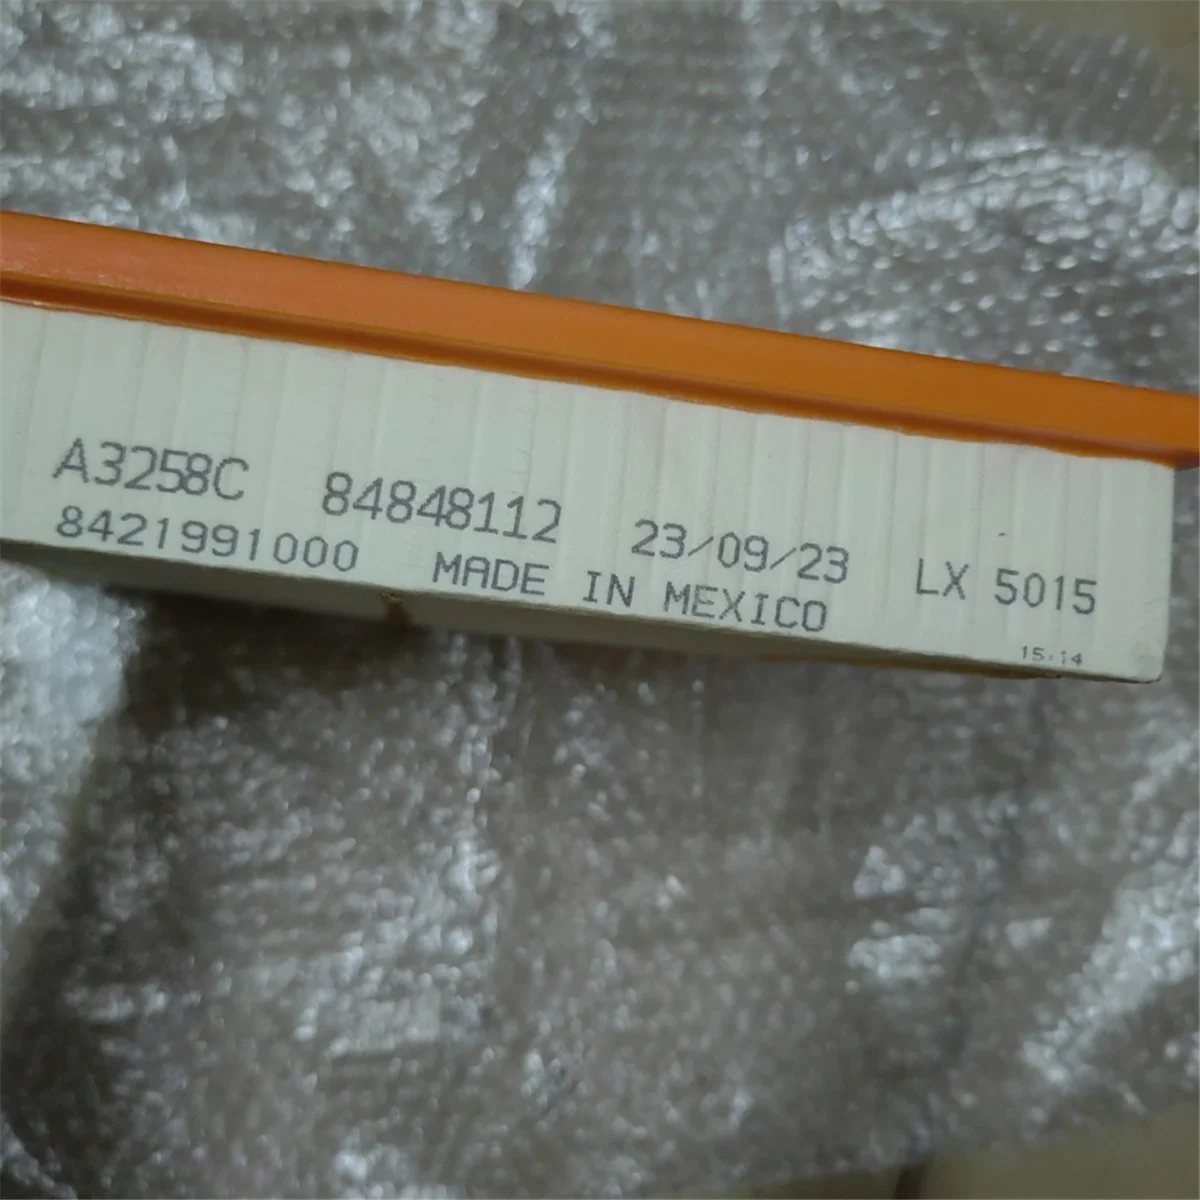 A3258C 84848112 23/09/23 LX 5015
8421991000 MADE IN MEXICO
15:14